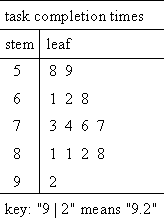 task completion times
stem leaf
5 8 9
6 1 2 8
7 3 4 6 7
8 1 1 2 8
9 2
key: "9 | 2" means "9.2"